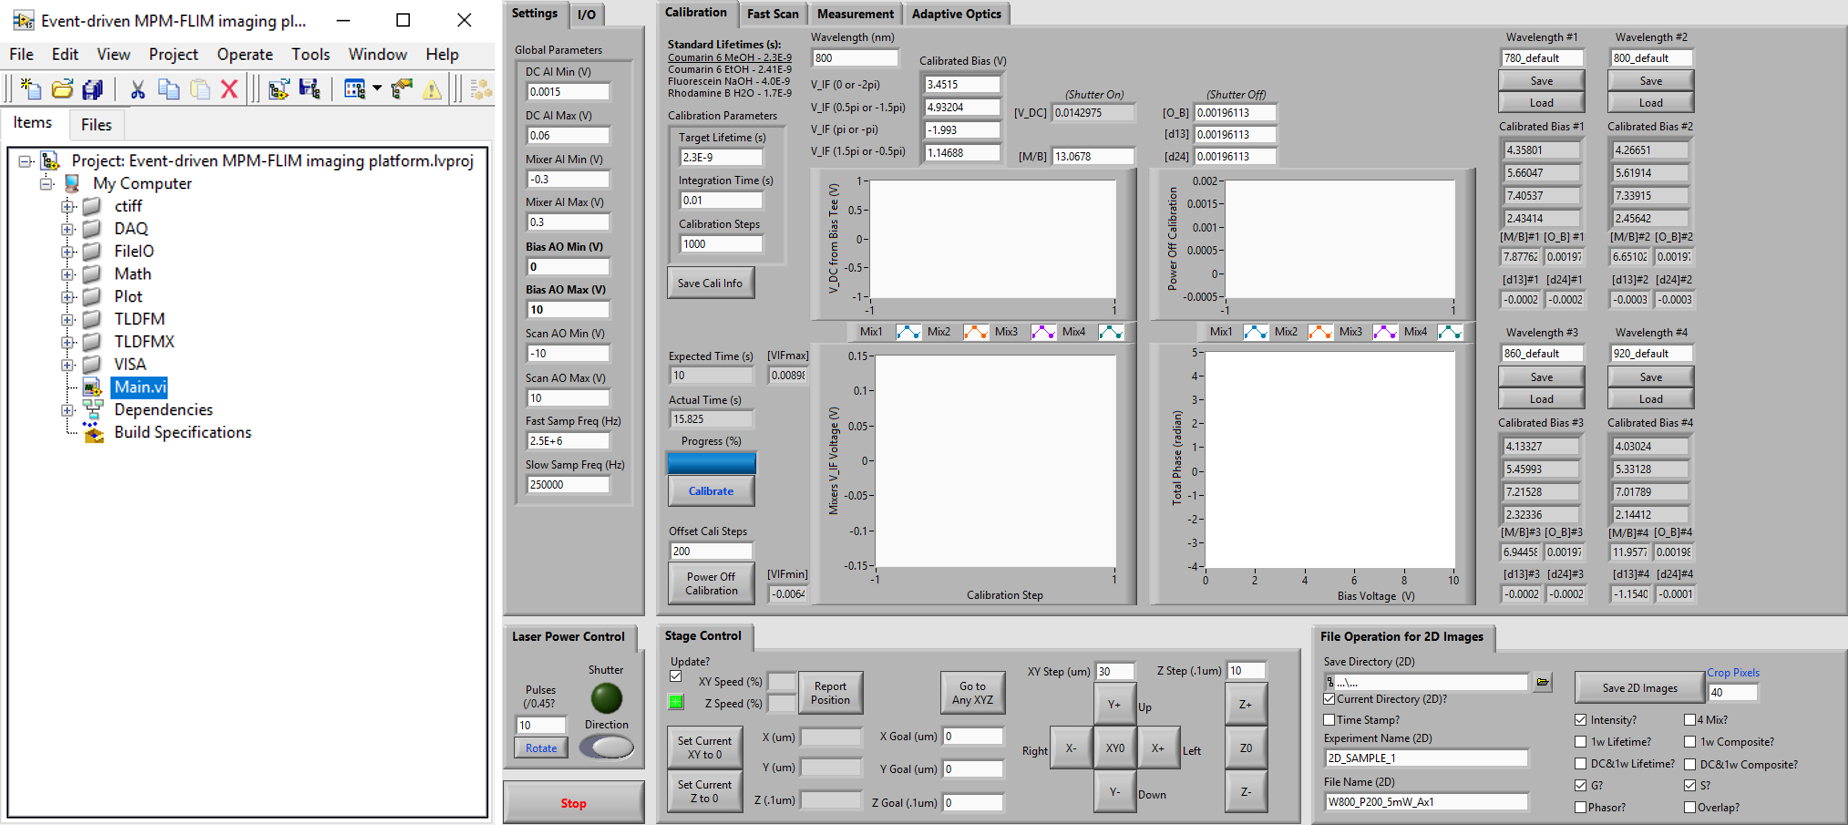 Event-driven MPM-FLIM imaging pl...
File Edit View Project Operate Tools Window Help
Items Files
Project: Event-driven MPM-FLIM imaging platform.lvproj
My Computer
ctiff
DAQ
FileIO
Math
Plot
TLDFM
TLDFMX
VISA
Main.vi
Dependencies
Build Specifications
Settings I/O
Global Parameters
DC AI Min (V)
0.0015
DC AI Max (V)
0.06
Mixer AI Min (V)
-0.3
Mixer AI Max (V)
0.3
Bias AO Min (V)
0
Bias AO Max (V)
10
Scan AO Min (V)
-10
Scan AO Max (V)
10
Fast Samp Freq (Hz)
2.5E+6
Slow Samp Freq (Hz)
250000
Calibration Fast Scan Measurement Adaptive Optics
Standard Lifetimes (s):
Coumarin 6 MeOH - 2.3E-9
Coumarin 6 EtOH - 2.41E-9
Fluorescein NaOH - 4.0E-9
Rhodamine B H2O - 1.7E-9
Calibration Parameters
Target Lifetime (s)
2.3E-9
Integration Time (s)
0.01
Calibration Steps
1000
Save Cali Info
Expected Time (s) [VIFmax]
10 0.00898
Actual Time (s)
15.825
Progress (%)
Calibrate
Offset Cali Steps
200
Power Off
Calibration
[VIFmin]
-0.0064
Wavelength (nm)
800
Calibrated Bias (V)
V_IF (0 or -2pi) 3.4515
V_IF (0.5pi or -1.5pi) 4.93204
V_IF (pi or -pi) -1.993
V_IF (1.5pi or -0.5pi) 1.14688
(Shutter On)
[V_DC] 0.0142975
[M/B] 13.0678
(Shutter Off)
[O_B] 0.00196113
[d13] 0.00196113
[d24] 0.00196113
V_DC from Bias Tee (V)
1
0.5
0
-0.5
-1
-1 1
Power Off Calibration
0.002
0.0015
0.001
0.0005
0
-0.0005
-1 1
Mix1 Mix2 Mix3 Mix4
Mixers V_IF Voltage (V)
0.15
0.1
0.05
0
-0.05
-0.1
-0.15
-1 1
Calibration Step
Mix1 Mix2 Mix3 Mix4
Total Phase (radian)
5
4
3
2
1
0
-1
-2
-3
-4
0 2 4 6 8 10
Bias Voltage (V)
Wavelength #1 Wavelength #2
780_default 800_default
Save Save
Load Load
Calibrated Bias #1 Calibrated Bias #2
4.35801 4.26651
5.66047 5.61914
7.40537 7.33915
2.43414 2.45642
[M/B]#1 [O_B] #1 [M/B]#2 [O_B]#2
7.87762 0.00197 6.65102 0.00197
[d13]#1 [d24]#1 [d13]#2 [d24]#2
-0.0002 -0.0002 -0.0003 -0.0003
Wavelength #3 Wavelength #4
860_default 920_default
Save Save
Load Load
Calibrated Bias #3 Calibrated Bias #4
4.13327 4.03024
5.45993 5.33128
7.21528 7.01789
2.32336 2.14412
[M/B]#3 [O_B]#3 [M/B]#4 [O_B]#4
6.94458 0.00197 11.9577 0.00198
[d13]#3 [d24]#3 [d13]#4 [d24]#4
-0.0002 -0.0002 -1.1540 -0.0001
Laser Power Control
Shutter
Pulses
(/0.45?
10
Rotate
Direction
Stop
Stage Control
Update?
XY Speed (%)
Z Speed (%)
Report
Position
Go to
Any XYZ
Set Current
XY to 0
Set Current
Z to 0
X (um)
Y (um)
Z (.1um)
X Goal (um) 0
Y Goal (um) 0
Z Goal (.1um) 0
XY Step (um) 30
Z Step (.1um) 10
Y+ Up
Right X- XY0 X+ Left
Y- Down
Z+
Z0
Z-
File Operation for 2D Images
Save Directory (2D)
...\...
Current Directory (2D)?
Time Stamp?
Experiment Name (2D)
2D_SAMPLE_1
File Name (2D)
W800_P200_5mW_Ax1
Save 2D Images
Crop Pixels
40
Intensity? 4 Mix?
1w Lifetime? 1w Composite?
DC&1w Lifetime? DC&1w Composite?
G? S?
Phasor? Overlap?